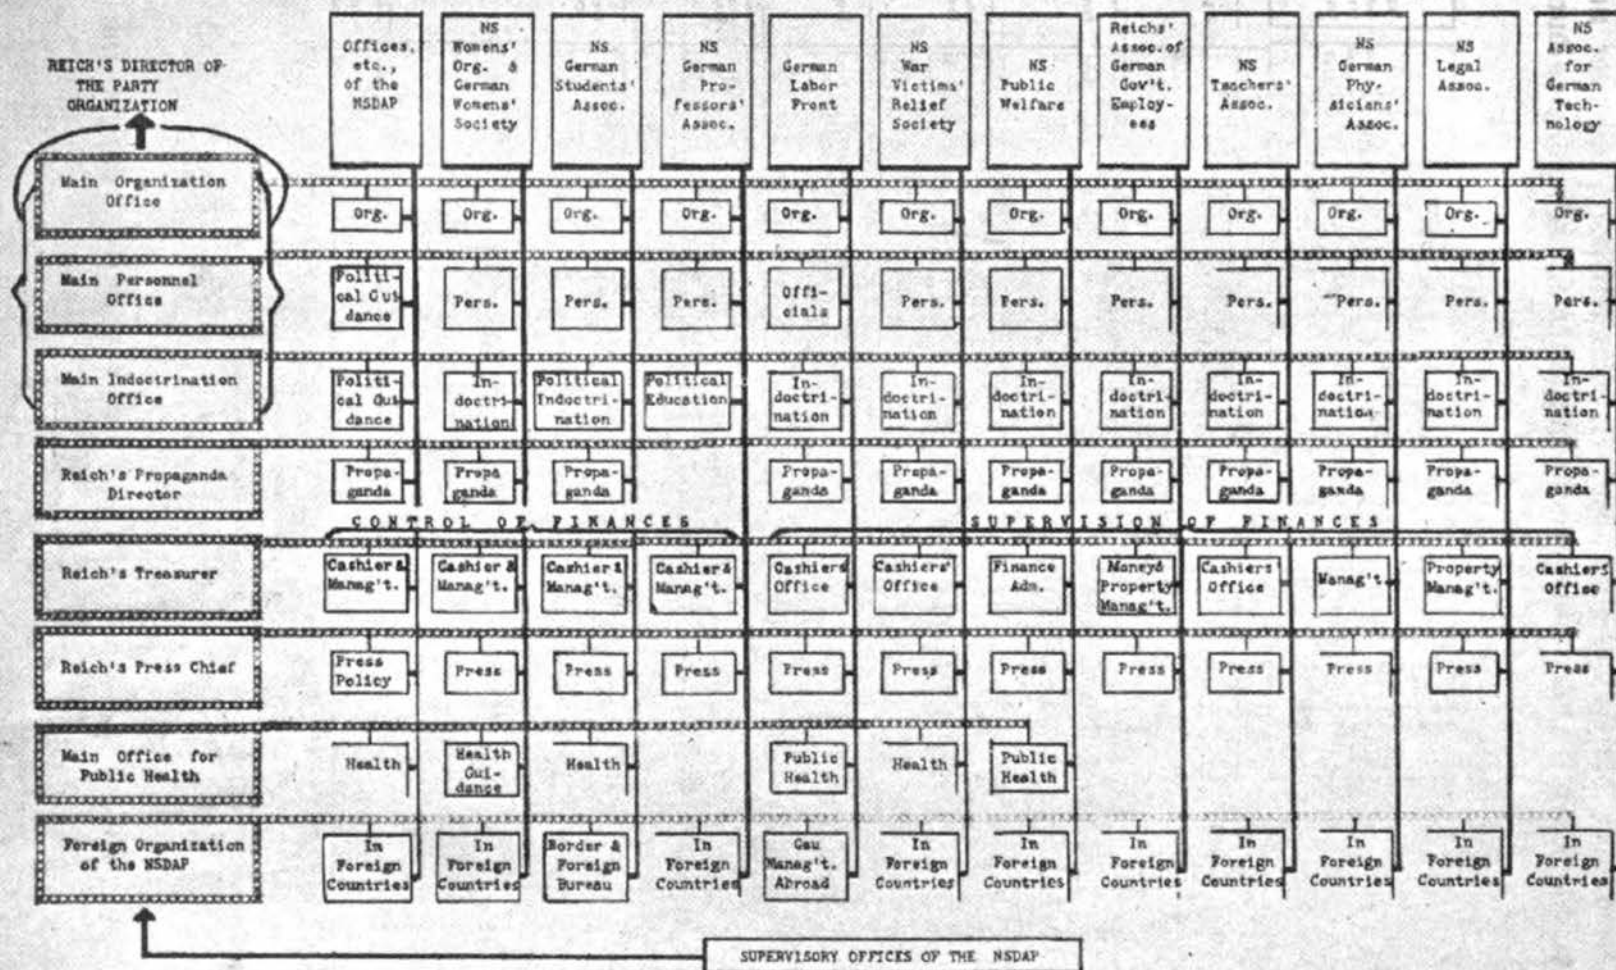 REICH'S DIRECTOR OF
THE PARTY
ORGANIZATION
Offices,
etc.,
of the
NSDAP
NS
Womens'
Org. &
German
Womens'
Society
NS
German
Students'
Assoc.
NS
German
Pro-
fessors'
Assoc.
German
Labor
Front
NS
War
Victims'
Relief
Society
NS
Public
Welfare
Reichs'
Assoc. of
German
Gov't.
Employ-
ees
NS
Teachers'
Assoc.
NS
German
Phy-
sicians'
Assoc.
NS
Legal
Assoc.
NS
Assoc.
for
German
Tech-
nology
Main Organization
Office
Org.
Org.
Org.
Org.
Org.
Org.
Org.
Org.
Org.
Org.
Org.
Org.
Main Personnel
Office
Politi-
cal Gui
dance
Pers.
Pers.
Pers.
Offi-
cials
Pers.
Pers.
Pers.
Pers.
Pers.
Pers.
Pers.
Main Indoctrination
Office
Politi-
cal Gui
dance
In-
doctri-
nation
Political
Indoctri-
nation
Political
Education
In-
doctri-
nation
In-
doctri-
nation
In-
doctri-
nation
In-
doctri-
nation
In-
doctri-
nation
In-
doctri-
nation
In-
doctri-
nation
In-
doctri-
nation
Reich's Propaganda
Director
Propa-
ganda
Propa
ganda
Propa-
ganda
Propa-
ganda
Propa-
ganda
Propa-
ganda
Propa-
ganda
Propa-
ganda
Propa-
ganda
Propa-
ganda
Propa-
ganda
CONTROL OF FINANCES
SUPERVISION OF FINANCES
Reich's Treasurer
Cashier &
Manag't.
Cashier &
Manag't.
Cashier &
Manag't.
Cashier &
Manag't.
Cashiers'
Office
Cashiers'
Office
Finance
Adm.
Money&
Property
Manag't.
Cashiers'
Office
Manag't.
Property
Manag't.
Cashiers'
Office
Reich's Press Chief
Press
Policy
Press
Press
Press
Press
Press
Press
Press
Press
Press
Press
Press
Main Office for
Public Health
Health
Health
Gui-
dance
Health
Public
Health
Health
Public
Health
Foreign Organization
of the NSDAP
In
Foreign
Countries
In
Foreign
Countries
Border &
Foreign
Bureau
In
Foreign
Countries
Gau
Manag't.
Abroad
In
Foreign
Countries
In
Foreign
Countries
In
Foreign
Countries
In
Foreign
Countries
In
Foreign
Countries
In
Foreign
Countries
In
Foreign
Countries
SUPERVISORY OFFICES OF THE NSDAP